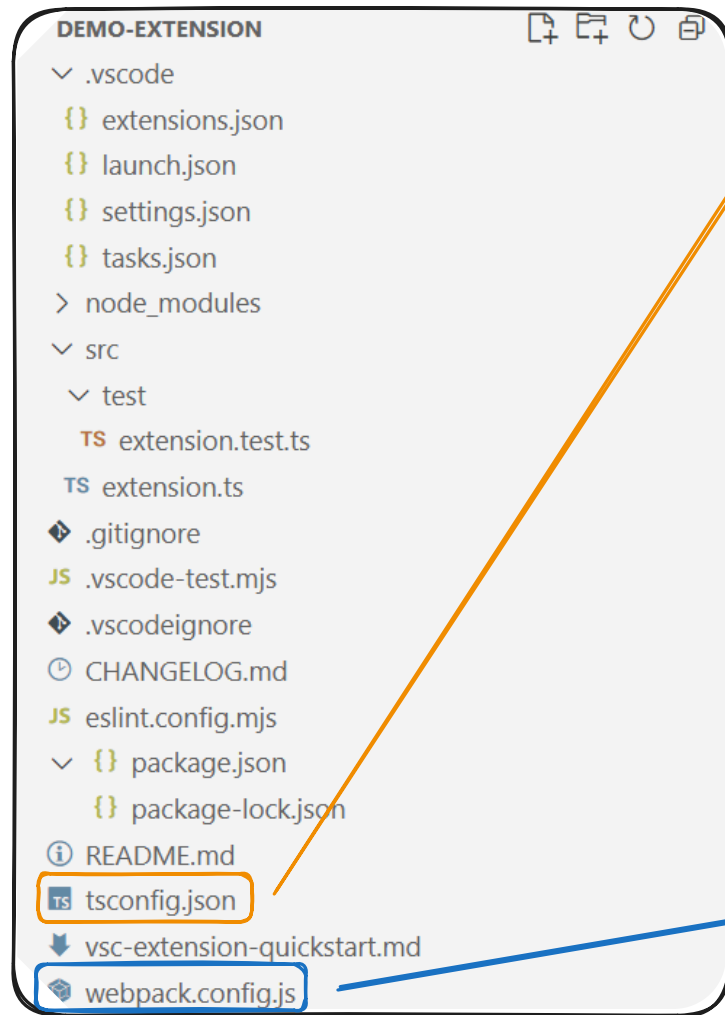 DEMO-EXTENSION
.vscode
{} extensions.json
{} launch.json
{} settings.json
{} tasks.json
node_modules
src
test
TS extension.test.ts
TS extension.ts
.gitignore
JS .vscode-test.mjs
.vscodeignore
CHANGELOG.md
JS eslint.config.mjs
{} package.json
{} package-lock.json
README.md
TS tsconfig.json
vsc-extension-quickstart.md
webpack.config.js